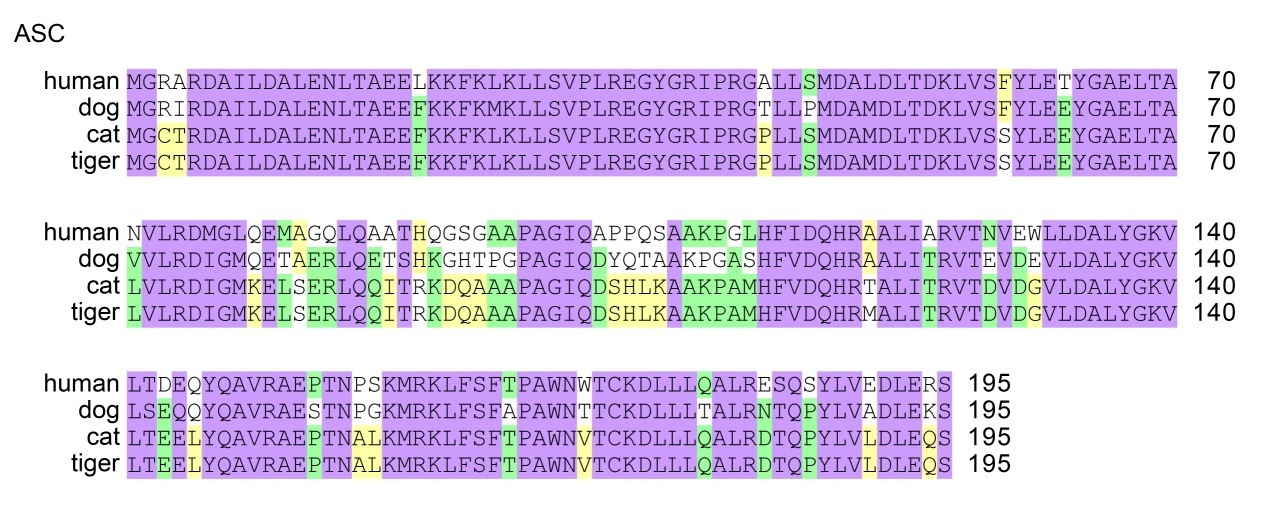 ASC
human MGRARDAILDALENLTAEELKKFKLKLLSVPLREGYGRIPRGALLSMDALDLTDKLVSFYLETYGAELTA 70
dog MGRIRDAILDALENLTAEEFKKFKMKLLSVPLREGYGRIPRGTLLPMDAMDLTDKLVSFYLEEYGAELTA 70
cat MGCTRDAILDALENLTAEEFKKFKLKLLSVPLREGYGRIPRGPLLSMDAMDLTDKLVSSYLEEYGAELTA 70
tiger MGCTRDAILDALENLTAEEFKKFKLKLLSVPLREGYGRIPRGPLLSMDAMDLTDKLVSSYLEEYGAELTA 70
human NVLRDMGLQEMAGQLQAATHQGSGAAPAGIQAPPQSAAKPGLHFIDQHRAALIARVTNVEWLLDALYGKV 140
dog VVLRDIGMQETAERLQETSHKGHTPGPAGIQDYQTAAKPGASHFVDQHRAALITRVTEVDEVLDALYGKV 140
cat LVLRDIGMKELSERLQQITRKDQAAAPAGIQDSHLKAAKPAMHFVDQHRTALITRVTDVDGVLDALYGKV 140
tiger LVLRDIGMKELSERLQQITRKDQAAAPAGIQDSHLKAAKPAMHFVDQHRMALITRVTDVDGVLDALYGKV 140
human LTDEQYQAVRAEPTNPSKMRKLFSFTPAWNWTCKDLLLQALRESQSYLVEDLERS 195
dog LSEQQYQAVRAESTNPGKMRKLFSFAPAWNTTCKDLLLTALRNTQPYLVADLEKS 195
cat LTEELYQAVRAEPTNALKMRKLFSFTPAWNVTCKDLLLQALRDTQPYLVLDLEQS 195
tiger LTEELYQAVRAEPTNALKMRKLFSFTPAWNVTCKDLLLQALRDTQPYLVLDLEQS 195